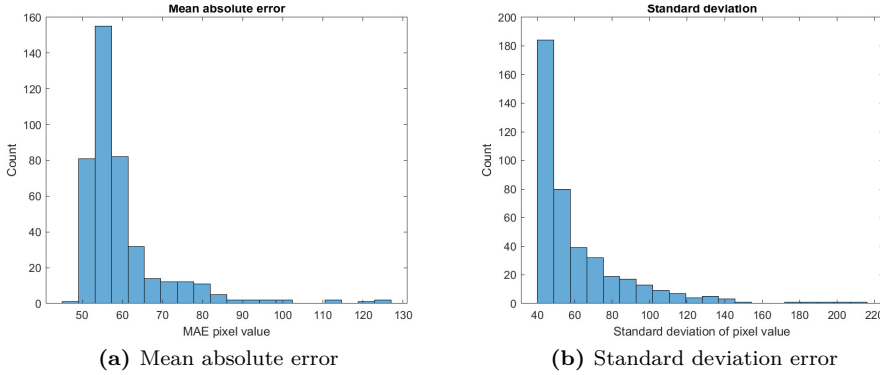 Mean absolute error
160
140
120
100
80
60
40
20
0
Count
50 60 70 80 90 100 110 120 130
MAE pixel value
(a) Mean absolute error
Standard deviation
200
180
160
140
120
100
80
60
40
20
0
Count
40 60 80 100 120 140 160 180 200 220
Standard deviation of pixel value
(b) Standard deviation error